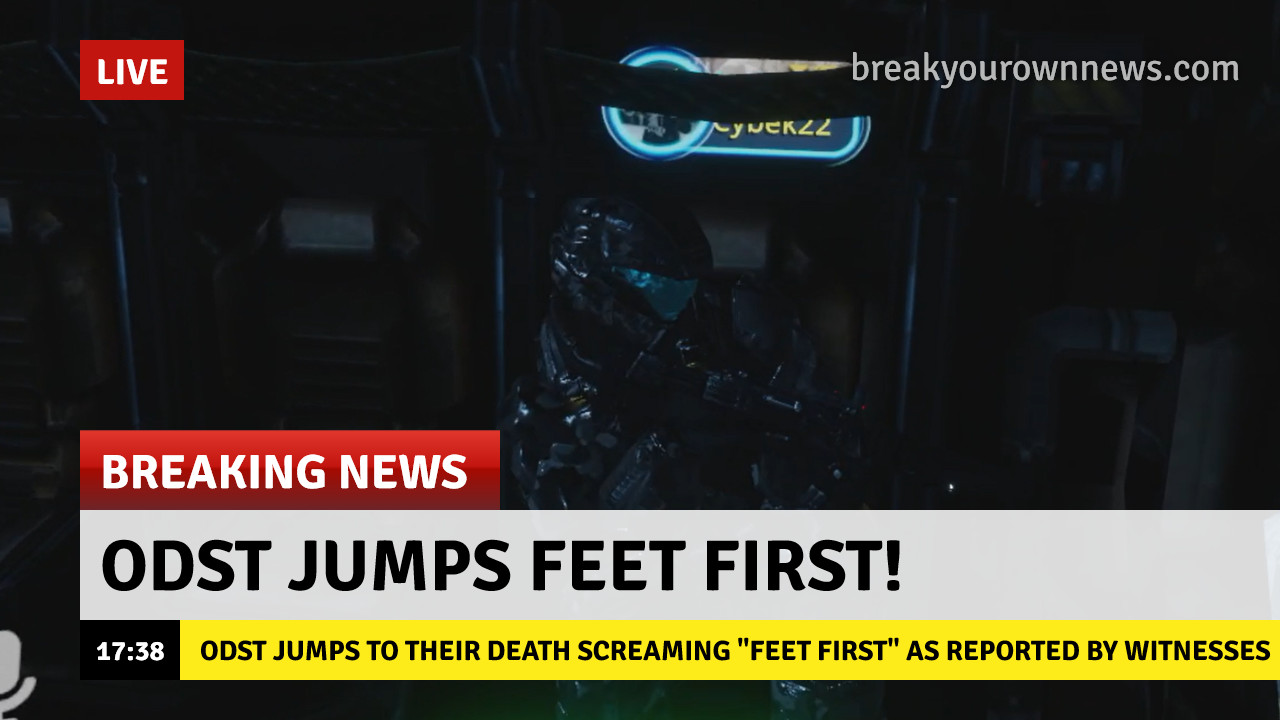 LIVE
breakyourownnews.com
Cybek22
BREAKING NEWS
ODST JUMPS FEET FIRST!
17:38
ODST JUMPS TO THEIR DEATH SCREAMING "FEET FIRST" AS REPORTED BY WITNESSES